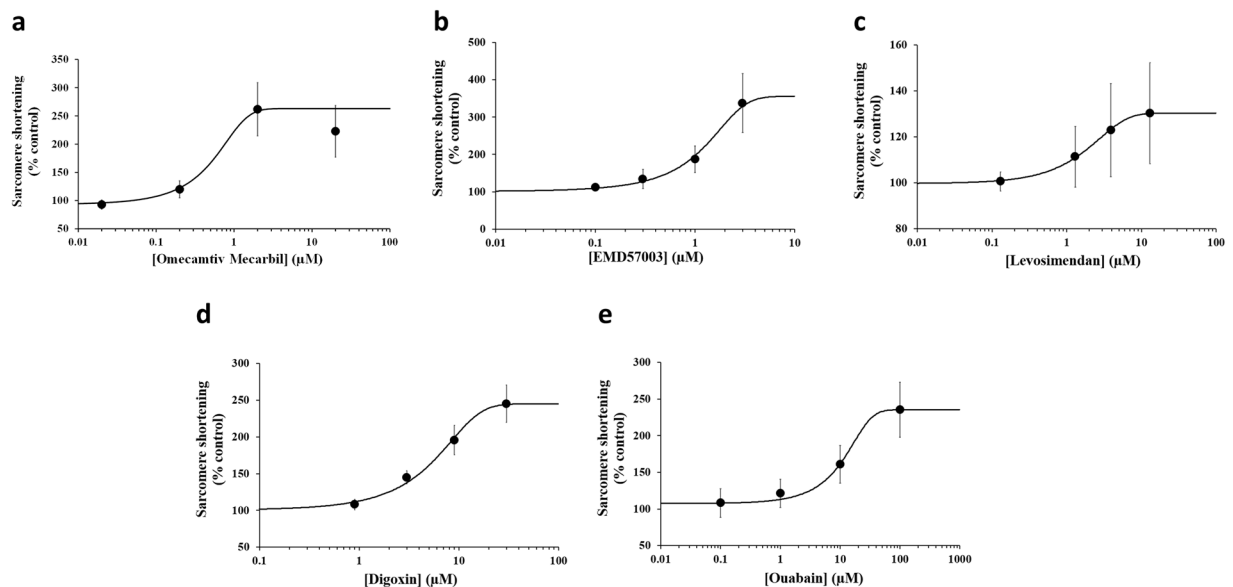 a
Sarcomere shortening
(% control)
350
300
250
200
150
100
50
0.01 0.1 1 10 100
[Omecamtiv Mecarbil] (µM)
b
Sarcomere shortening
(% control)
500
400
300
200
100
0
0.01 0.1 1 10
[EMD57003] (µM)
c
Sarcomere shortening
(% control)
160
140
120
100
80
0.01 0.1 1 10 100
[Levosimendan] (µM)
d
Sarcomere shortening
(% control)
300
250
200
150
100
50
0.1 1 10 100
[Digoxin] (µM)
e
Sarcomere shortening
(% control)
300
250
200
150
100
50
0.01 0.1 1 10 100 1000
[Ouabain] (µM)